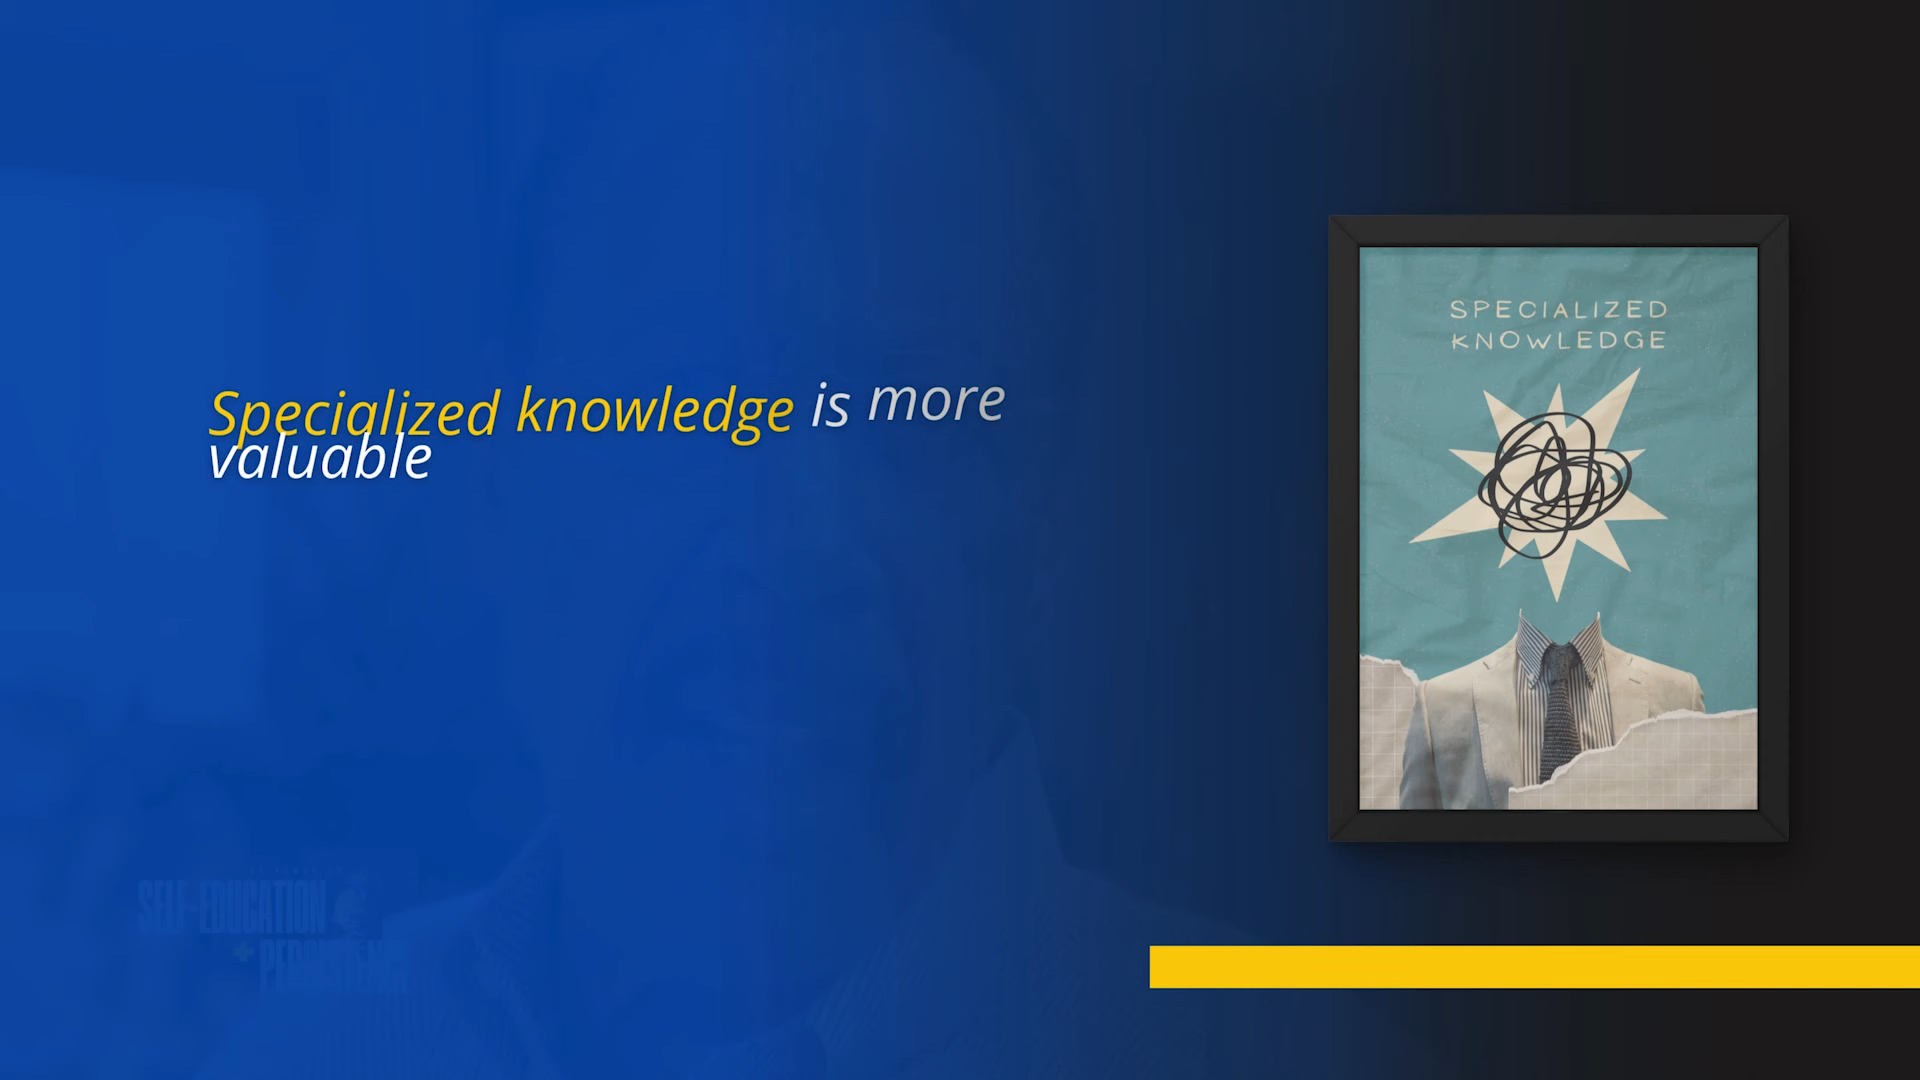 Specialized knowledge is more
valuable
SPECIALIZED
KNOWLEDGE
SELF-EDUCATION